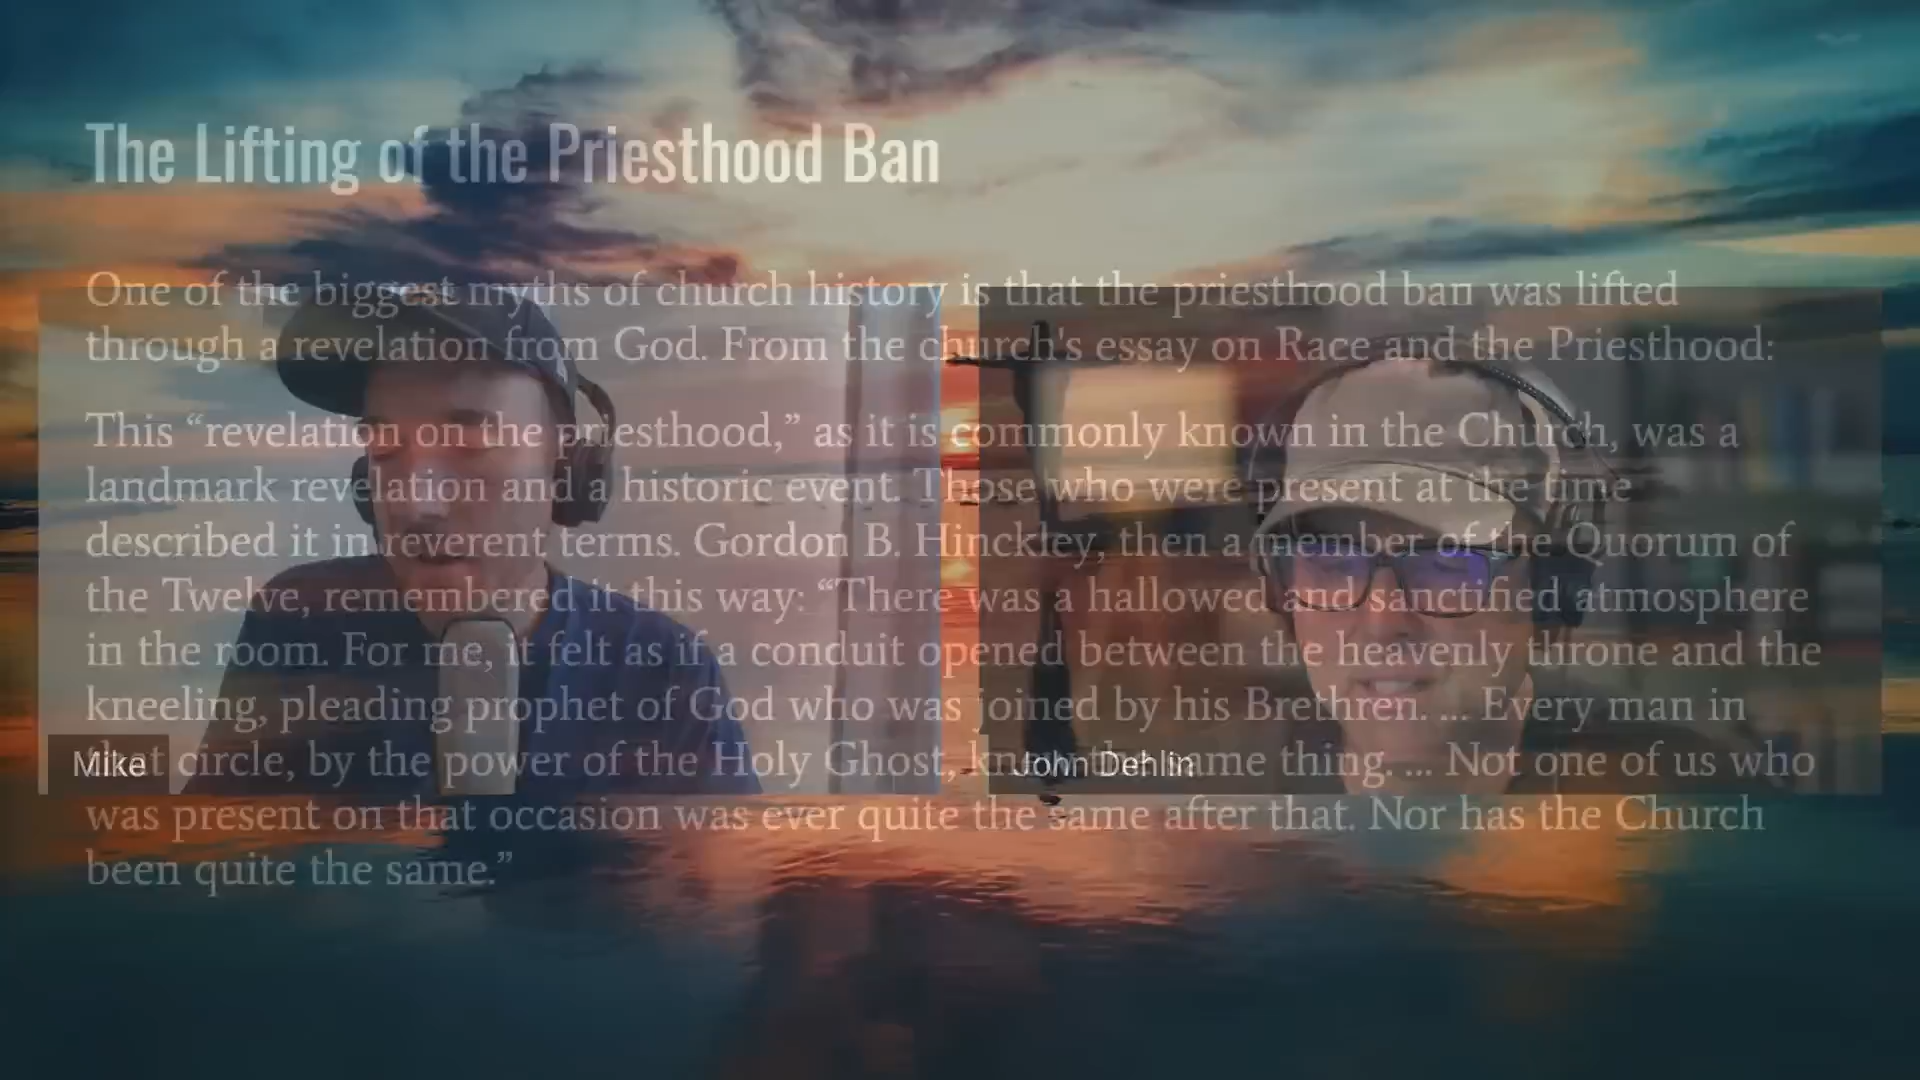 The Lifting of the Priesthood Ban
One of the biggest myths of church history is that the priesthood ban was lifted
through a revelation from God. From the church's essay on Race and the Priesthood:
This “revelation on the priesthood,” as it is commonly known in the Church, was a
landmark revelation and a historic event. Those who were present at the time
described it in reverent terms. Gordon B. Hinckley, then a member of the Quorum of
the Twelve, remembered it this way: “There was a hallowed and sanctified atmosphere
in the room. For me, it felt as if a conduit opened between the heavenly throne and the
kneeling, pleading prophet of God who was joined by his Brethren. ... Every man in
that circle, by the power of the Holy Ghost, knew the same thing. ... Not one of us who
was present on that occasion was ever quite the same after that. Nor has the Church
been quite the same.”
Mike
John Dehlin